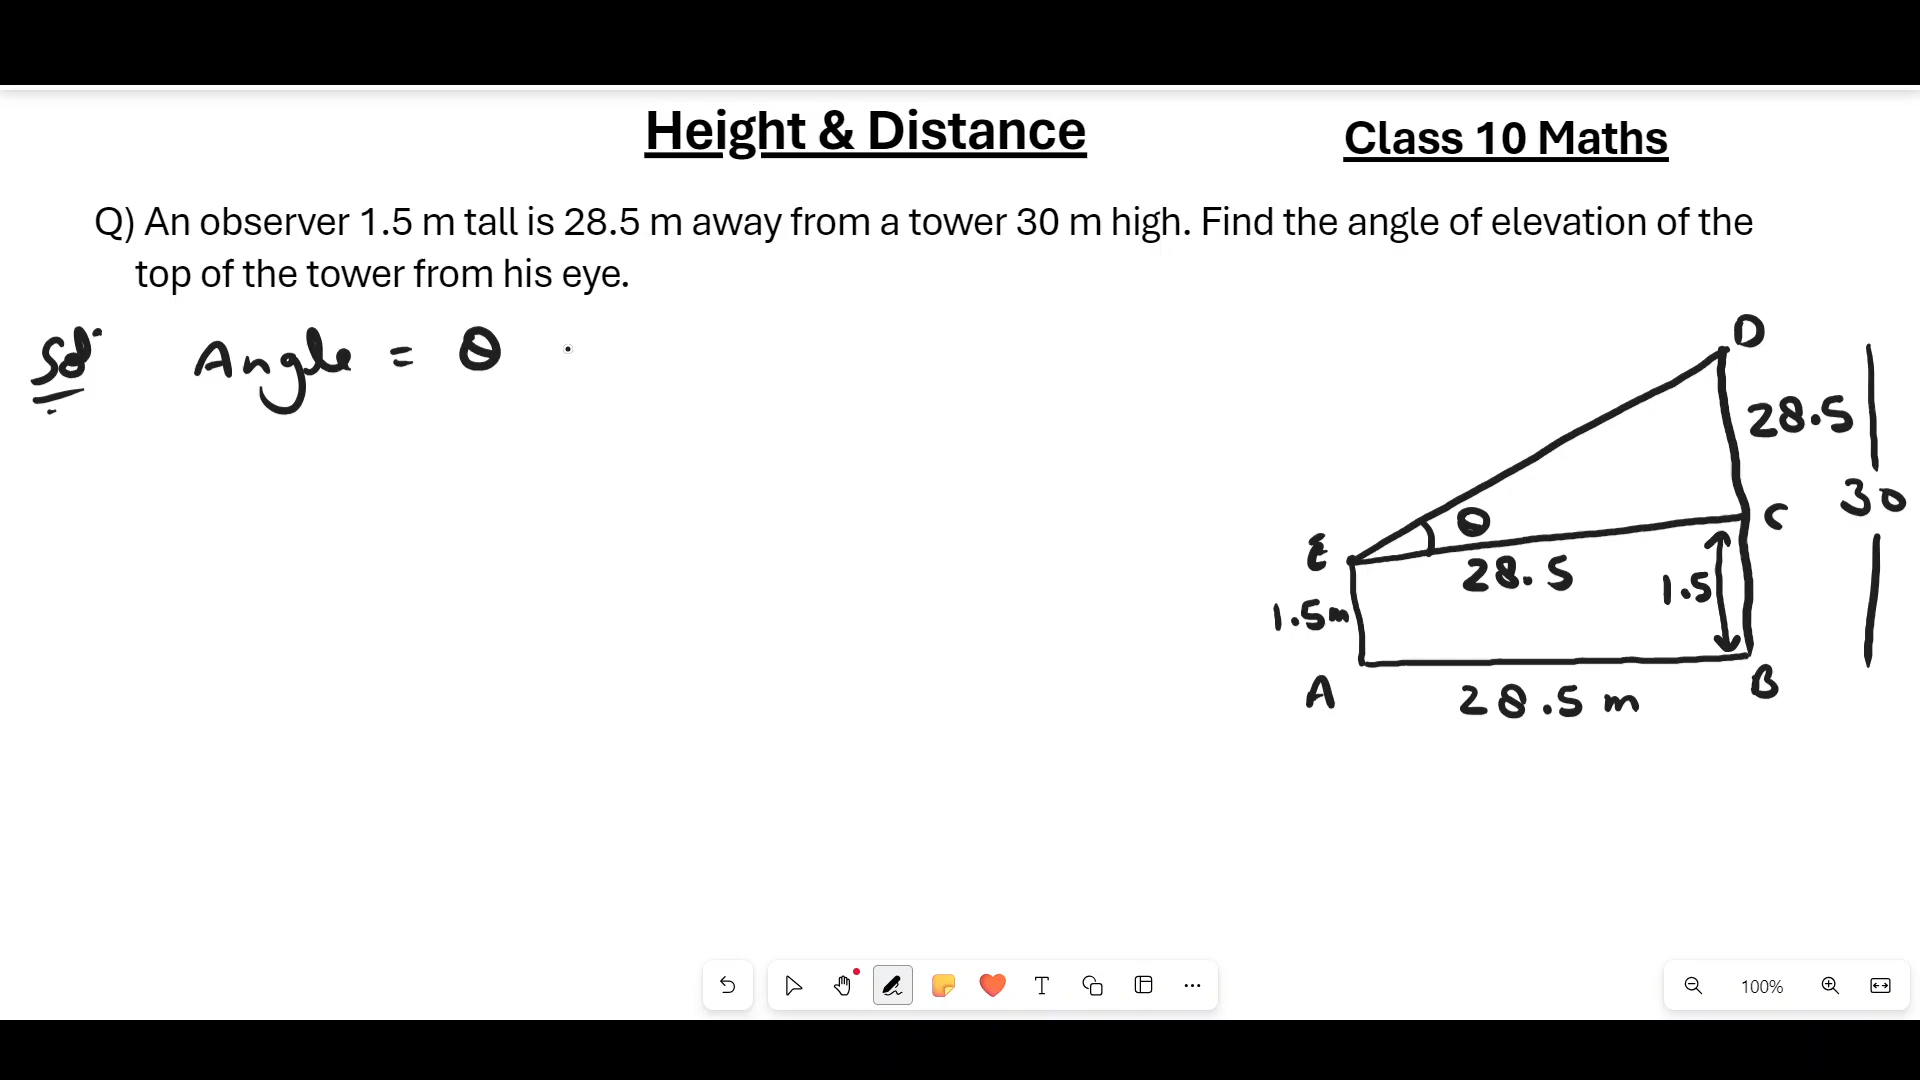 Height & Distance
Class 10 Maths
Q) An observer 1.5 m tall is 28.5 m away from a tower 30 m high. Find the angle of elevation of the
top of the tower from his eye.
Sol Angle = θ
D
28.5
30
E
θ
C
28.5
1.5
1.5m
A
B
28.5 m
100%